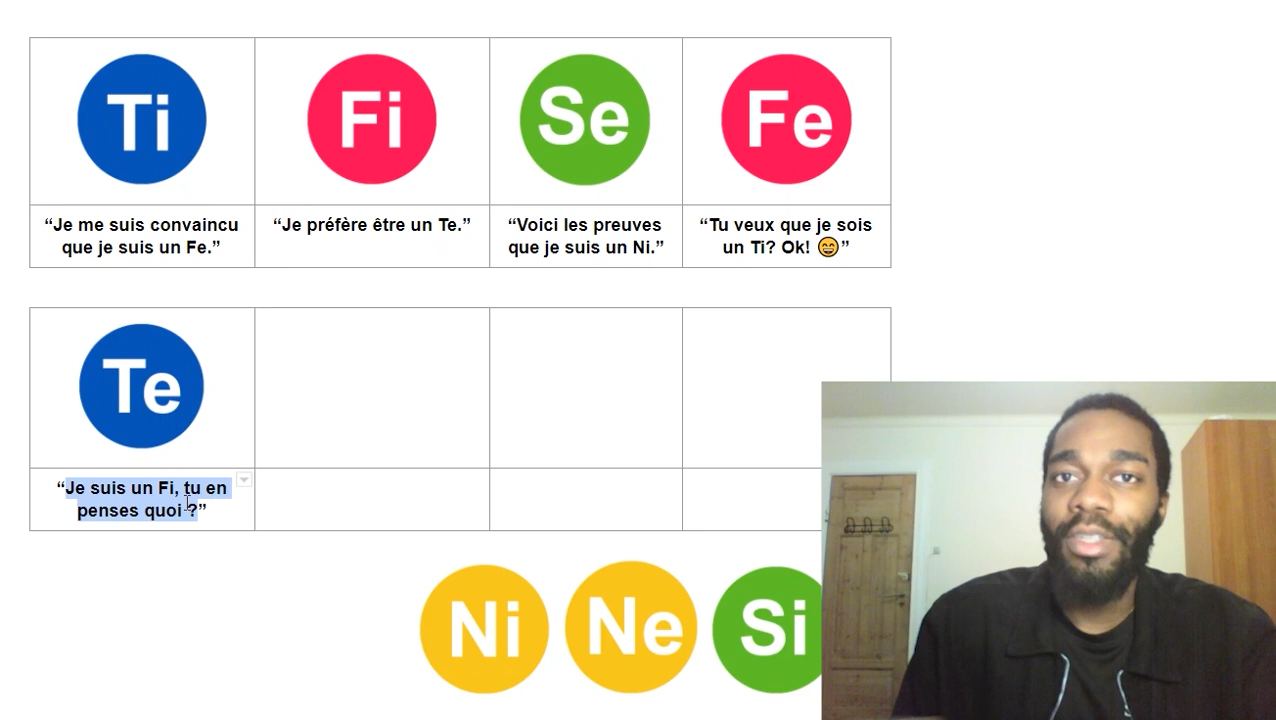 Ti
Fi
Se
Fe
“Je me suis convaincu
que je suis un Fe.”
“Je préfère être un Te.”
“Voici les preuves
que je suis un Ni.”
“Tu veux que je sois
un Ti? Ok! 😄”
Te
“Je suis un Fi, tu en
penses quoi ?”
Ni
Ne
Si